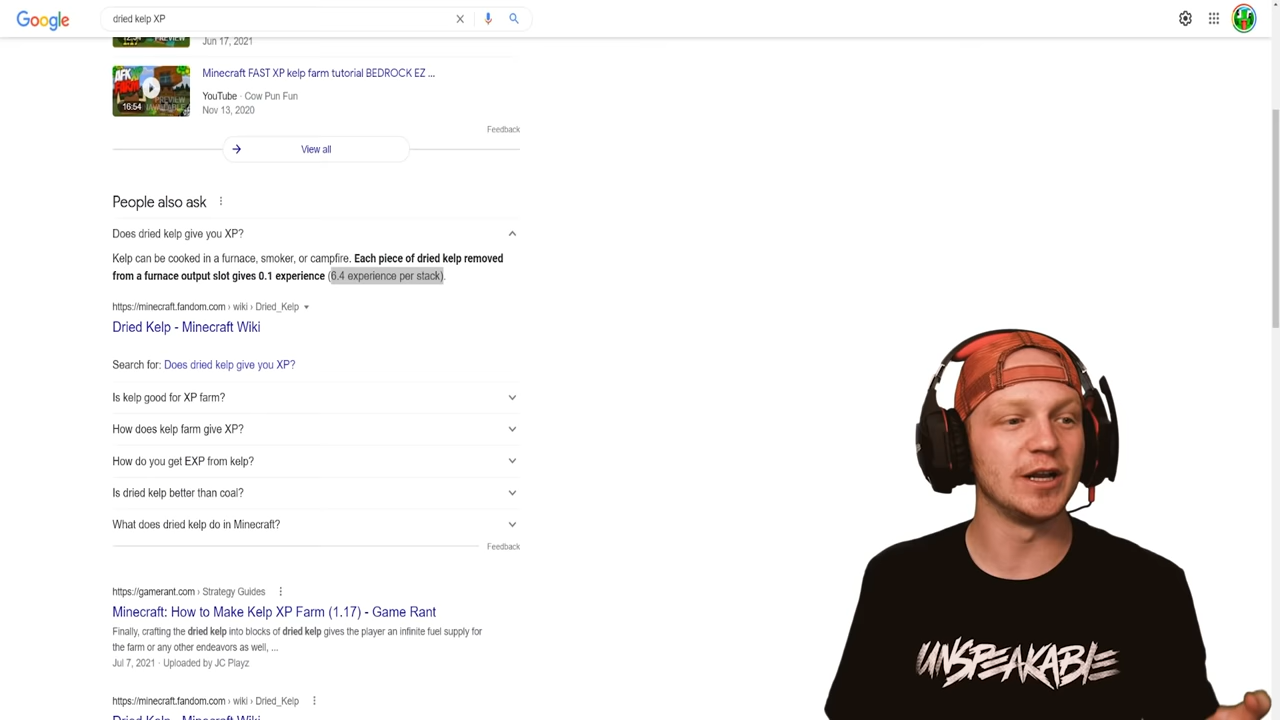 Google
dried kelp XP
Jun 17, 2021
Minecraft FAST XP kelp farm tutorial BEDROCK EZ ...
YouTube · Cow Pun Fun
16:54
Nov 13, 2020
Feedback
View all
People also ask
Does dried kelp give you XP?
Kelp can be cooked in a furnace, smoker, or campfire. Each piece of dried kelp removed
from a furnace output slot gives 0.1 experience (6.4 experience per stack).
https://minecraft.fandom.com › wiki › Dried_Kelp
Dried Kelp - Minecraft Wiki
Search for: Does dried kelp give you XP?
Is kelp good for XP farm?
How does kelp farm give XP?
How do you get EXP from kelp?
Is dried kelp better than coal?
What does dried kelp do in Minecraft?
Feedback
https://gamerant.com › Strategy Guides
Minecraft: How to Make Kelp XP Farm (1.17) - Game Rant
Finally, crafting the dried kelp into blocks of dried kelp gives the player an infinite fuel supply for
the farm or any other endeavors as well, ...
Jul 7, 2021 · Uploaded by JC Playz
https://minecraft.fandom.com › wiki › Dried_Kelp
Dried Kelp - Minecraft Wiki
UNSPEAKABLE